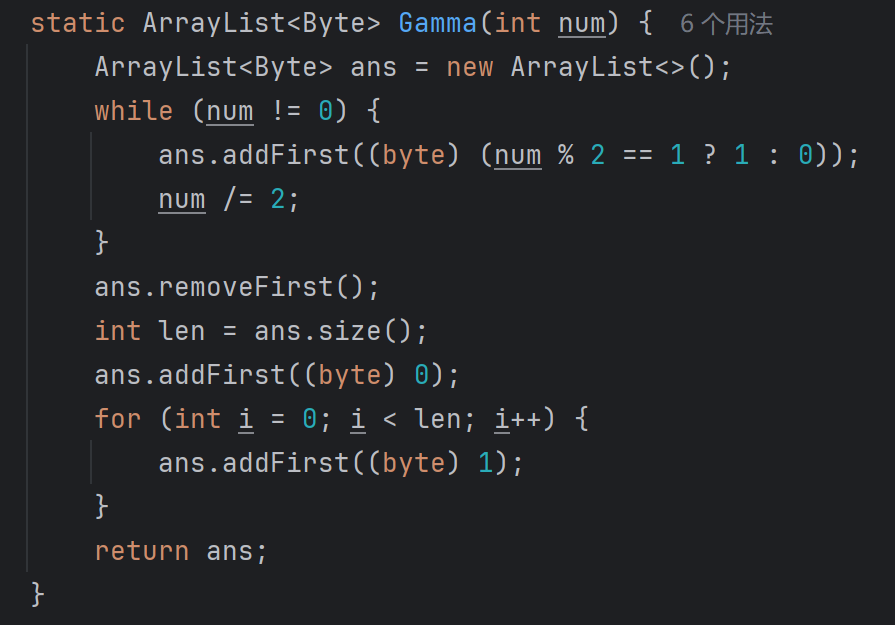 static ArrayList<Byte> Gamma(int num) { 6 个用法
    ArrayList<Byte> ans = new ArrayList<>();
    while (num != 0) {
        ans.addFirst((byte) (num % 2 == 1 ? 1 : 0));
        num /= 2;
    }
    ans.removeFirst();
    int len = ans.size();
    ans.addFirst((byte) 0);
    for (int i = 0; i < len; i++) {
        ans.addFirst((byte) 1);
    }
    return ans;
}